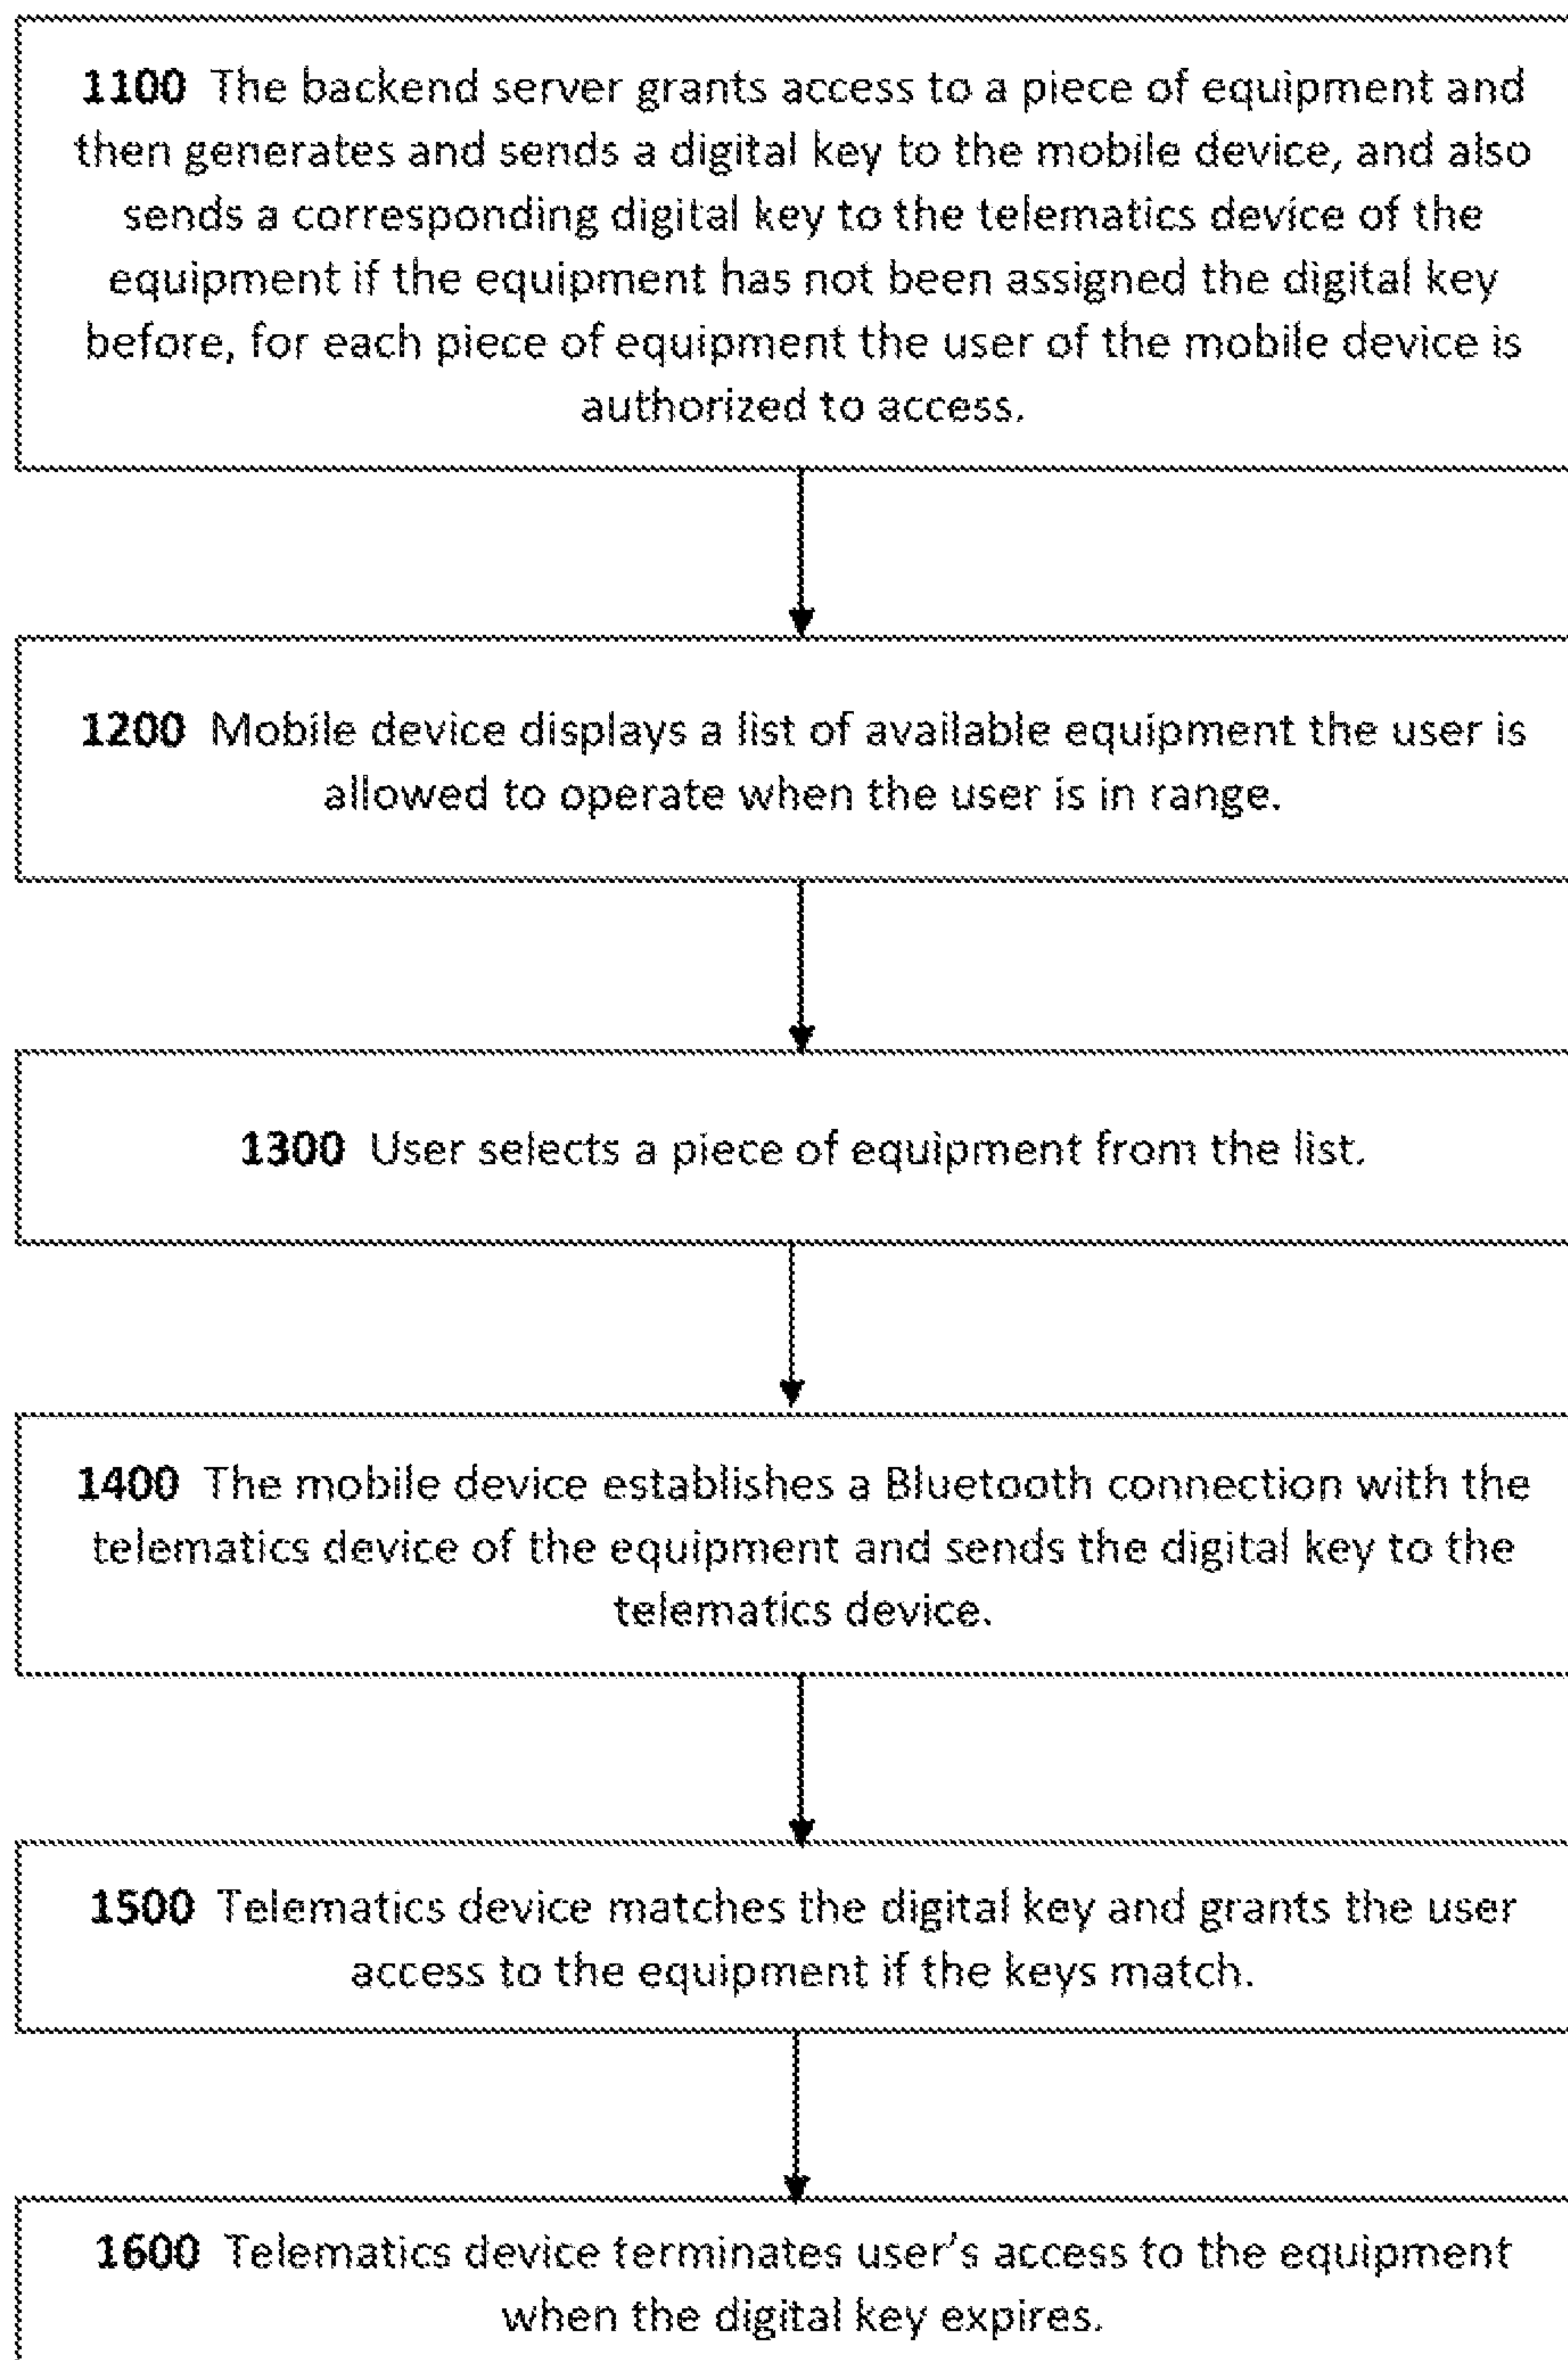 1100 The backend server grants access to a piece of equipment and
then generates and sends a digital key to the mobile device, and also
sends a corresponding digital key to the telematics device of the
equipment if the equipment has not been assigned the digital key
before, for each piece of equipment the user of the mobile device is
authorized to access.
1200 Mobile device displays a list of available equipment the user is
allowed to operate when the user is in range.
1300 User selects a piece of equipment from the list.
1400 The mobile device establishes a Bluetooth connection with the
telematics device of the equipment and sends the digital key to the
telematics device.
1500 Telematics device matches the digital key and grants the user
access to the equipment if the keys match.
1600 Telematics device terminates user's access to the equipment
when the digital key expires.